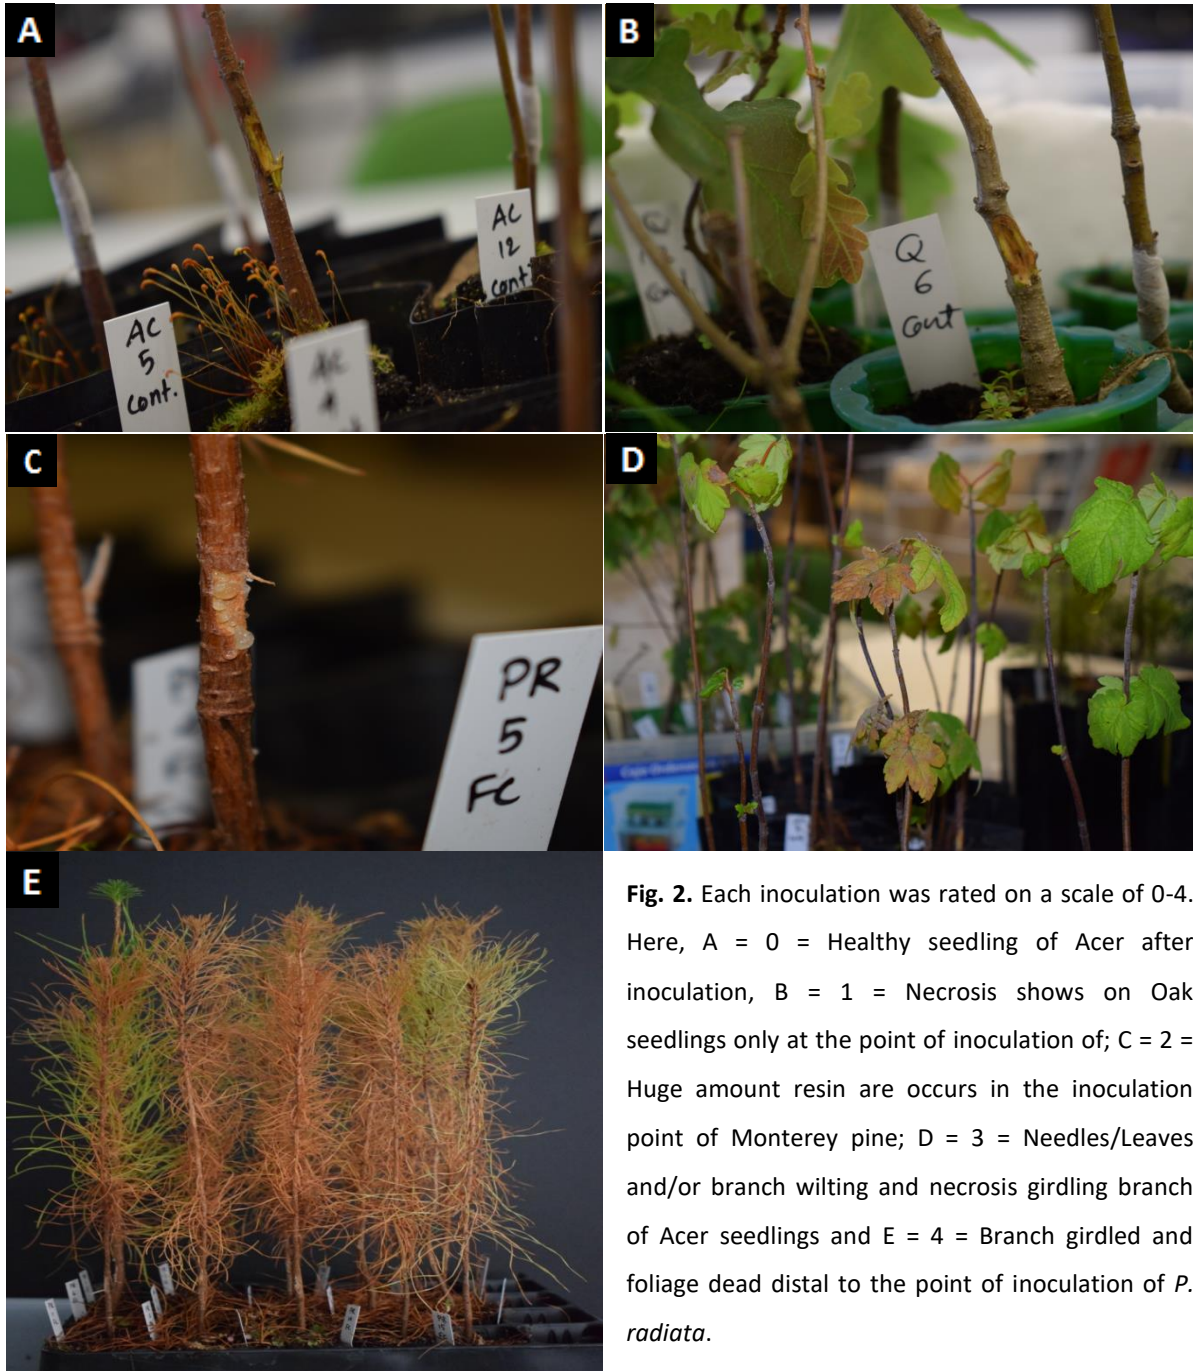 A
AC
5
cont.
AC
12
cont.
B
Q
6
cont
C
PR
5
FC
D
E
Fig. 2. Each inoculation was rated on a scale of 0-4.
Here, A = 0 = Healthy seedling of Acer after
inoculation, B = 1 = Necrosis shows on Oak
seedlings only at the point of inoculation of; C = 2 =
Huge amount resin are occurs in the inoculation
point of Monterey pine; D = 3 = Needles/Leaves
and/or branch wilting and necrosis girdling branch
of Acer seedlings and E = 4 = Branch girdled and
foliage dead distal to the point of inoculation of P.
radiata.